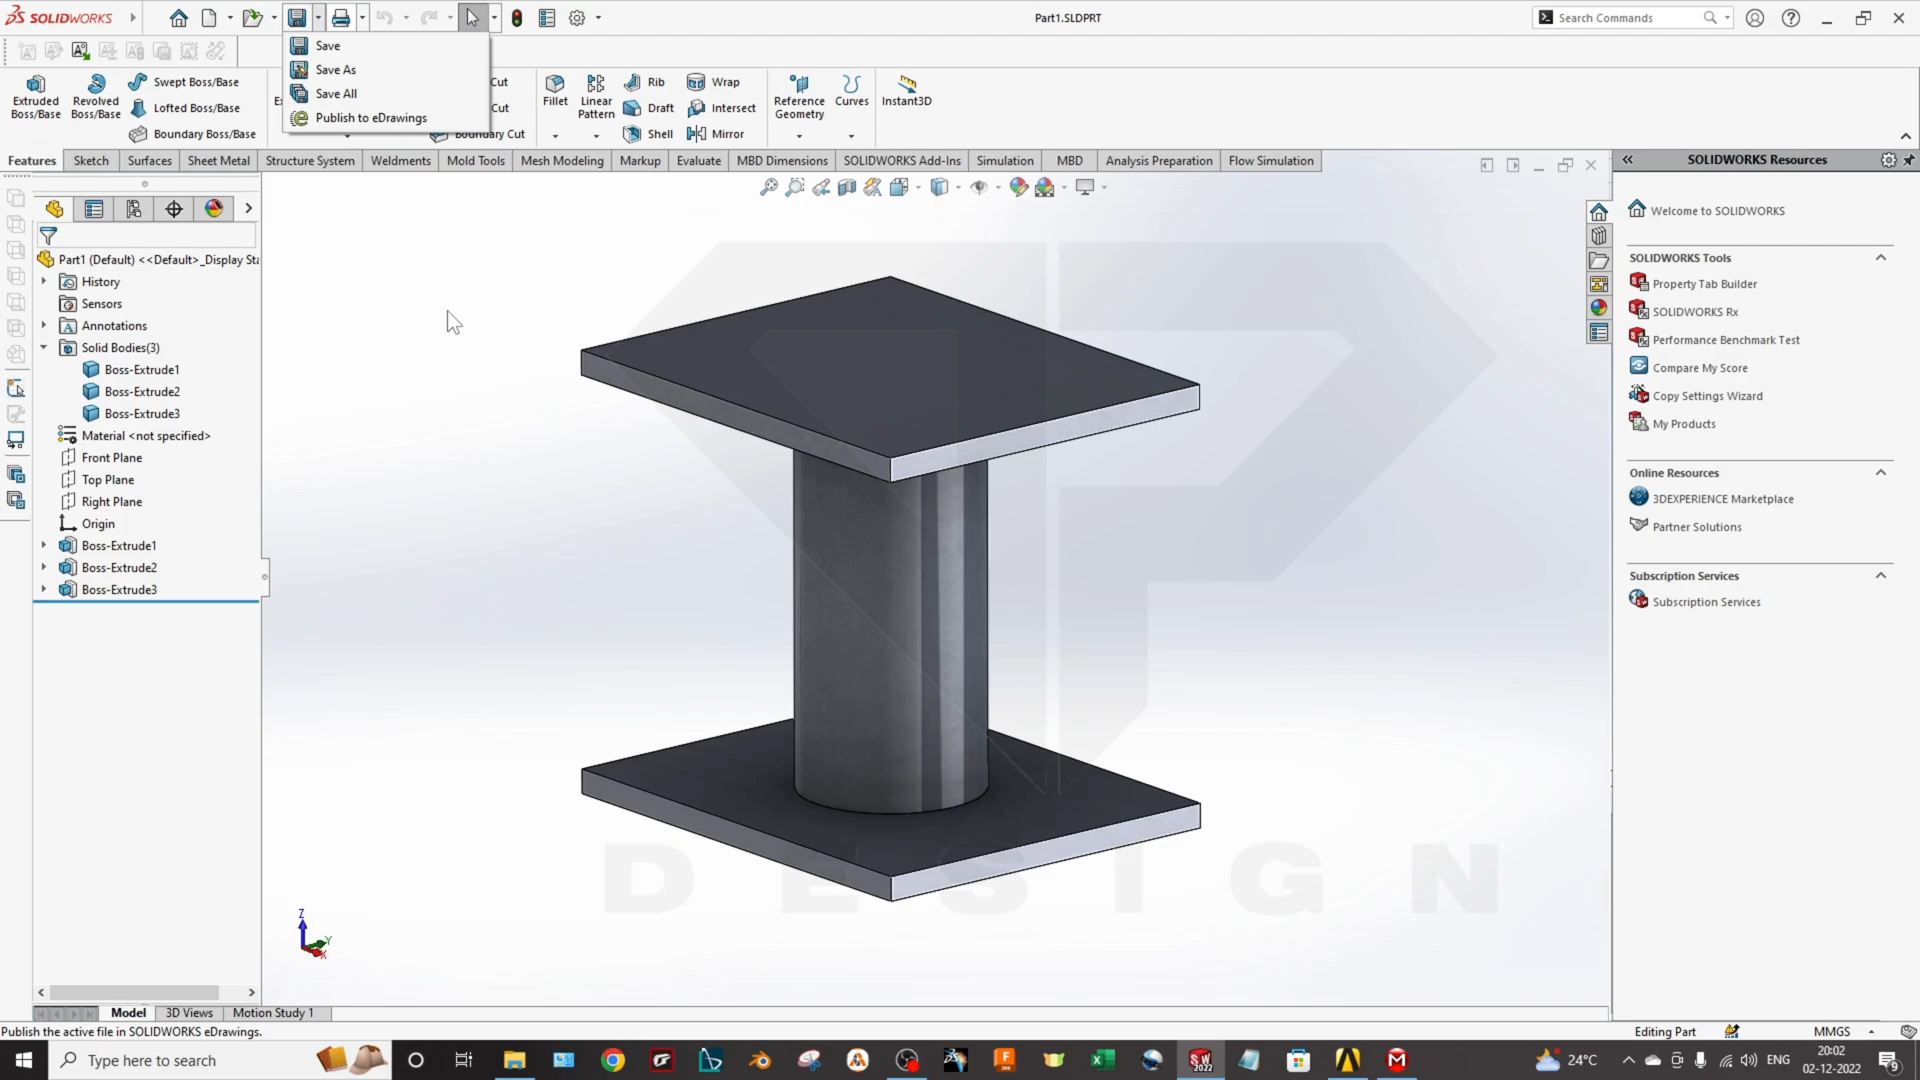 SOLIDWORKS
Part1.SLDPRT
Search Commands
Save
Save As
Save All
Publish to eDrawings
Extruded Boss/Base
Revolved Boss/Base
Swept Boss/Base
Lofted Boss/Base
Boundary Boss/Base
Cut
Cut
Boundary Cut
Fillet
Linear Pattern
Rib
Draft
Shell
Wrap
Intersect
Mirror
Reference Geometry
Curves
Instant3D
Features
Sketch
Surfaces
Sheet Metal
Structure System
Weldments
Mold Tools
Mesh Modeling
Markup
Evaluate
MBD Dimensions
SOLIDWORKS Add-Ins
Simulation
MBD
Analysis Preparation
Flow Simulation
Part1 (Default) <<Default>_Display Sta
History
Sensors
Annotations
Solid Bodies(3)
Boss-Extrude1
Boss-Extrude2
Boss-Extrude3
Material <not specified>
Front Plane
Top Plane
Right Plane
Origin
Boss-Extrude1
Boss-Extrude2
Boss-Extrude3
DESIGN
Z
Y
X
SOLIDWORKS Resources
Welcome to SOLIDWORKS
SOLIDWORKS Tools
Property Tab Builder
SOLIDWORKS Rx
Performance Benchmark Test
Compare My Score
Copy Settings Wizard
My Products
Online Resources
3DEXPERIENCE Marketplace
Partner Solutions
Subscription Services
Subscription Services
Model
3D Views
Motion Study 1
Publish the active file in SOLIDWORKS eDrawings.
Editing Part
MMGS
Type here to search
24°C
ENG
20:02
02-12-2022